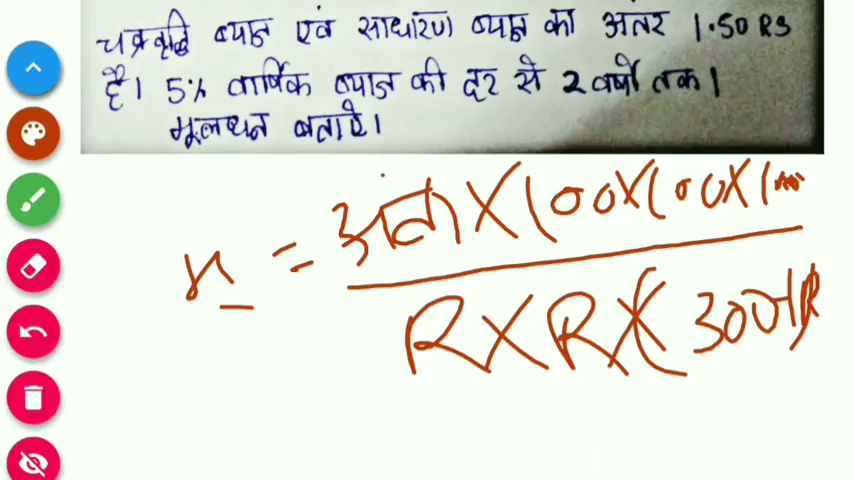 चक्रवृद्धि ब्याज एवं साधारण ब्याज का अंतर 1.50 RS
है। 5% वार्षिक ब्याज की दर से 2 वर्षो तक।
मूलधन बताऐ।
= अंतर X 100 X 100 X 100
R X R X (300+R